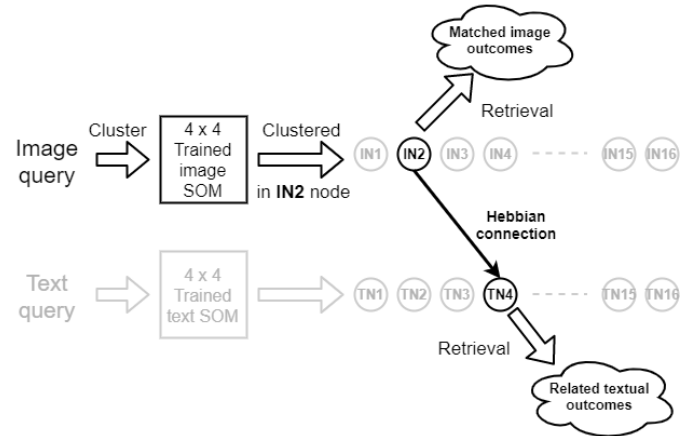 Matched image
outcomes
Retrieval
Image
query
Cluster
4 x 4
Trained
image
SOM
Clustered
in IN2 node
IN1
IN2
IN3
IN4
IN15
IN16
Hebbian
connection
Text
query
4 x 4
Trained
text SOM
TN1
TN2
TN3
TN4
TN15
TN16
Retrieval
Related textual
outcomes